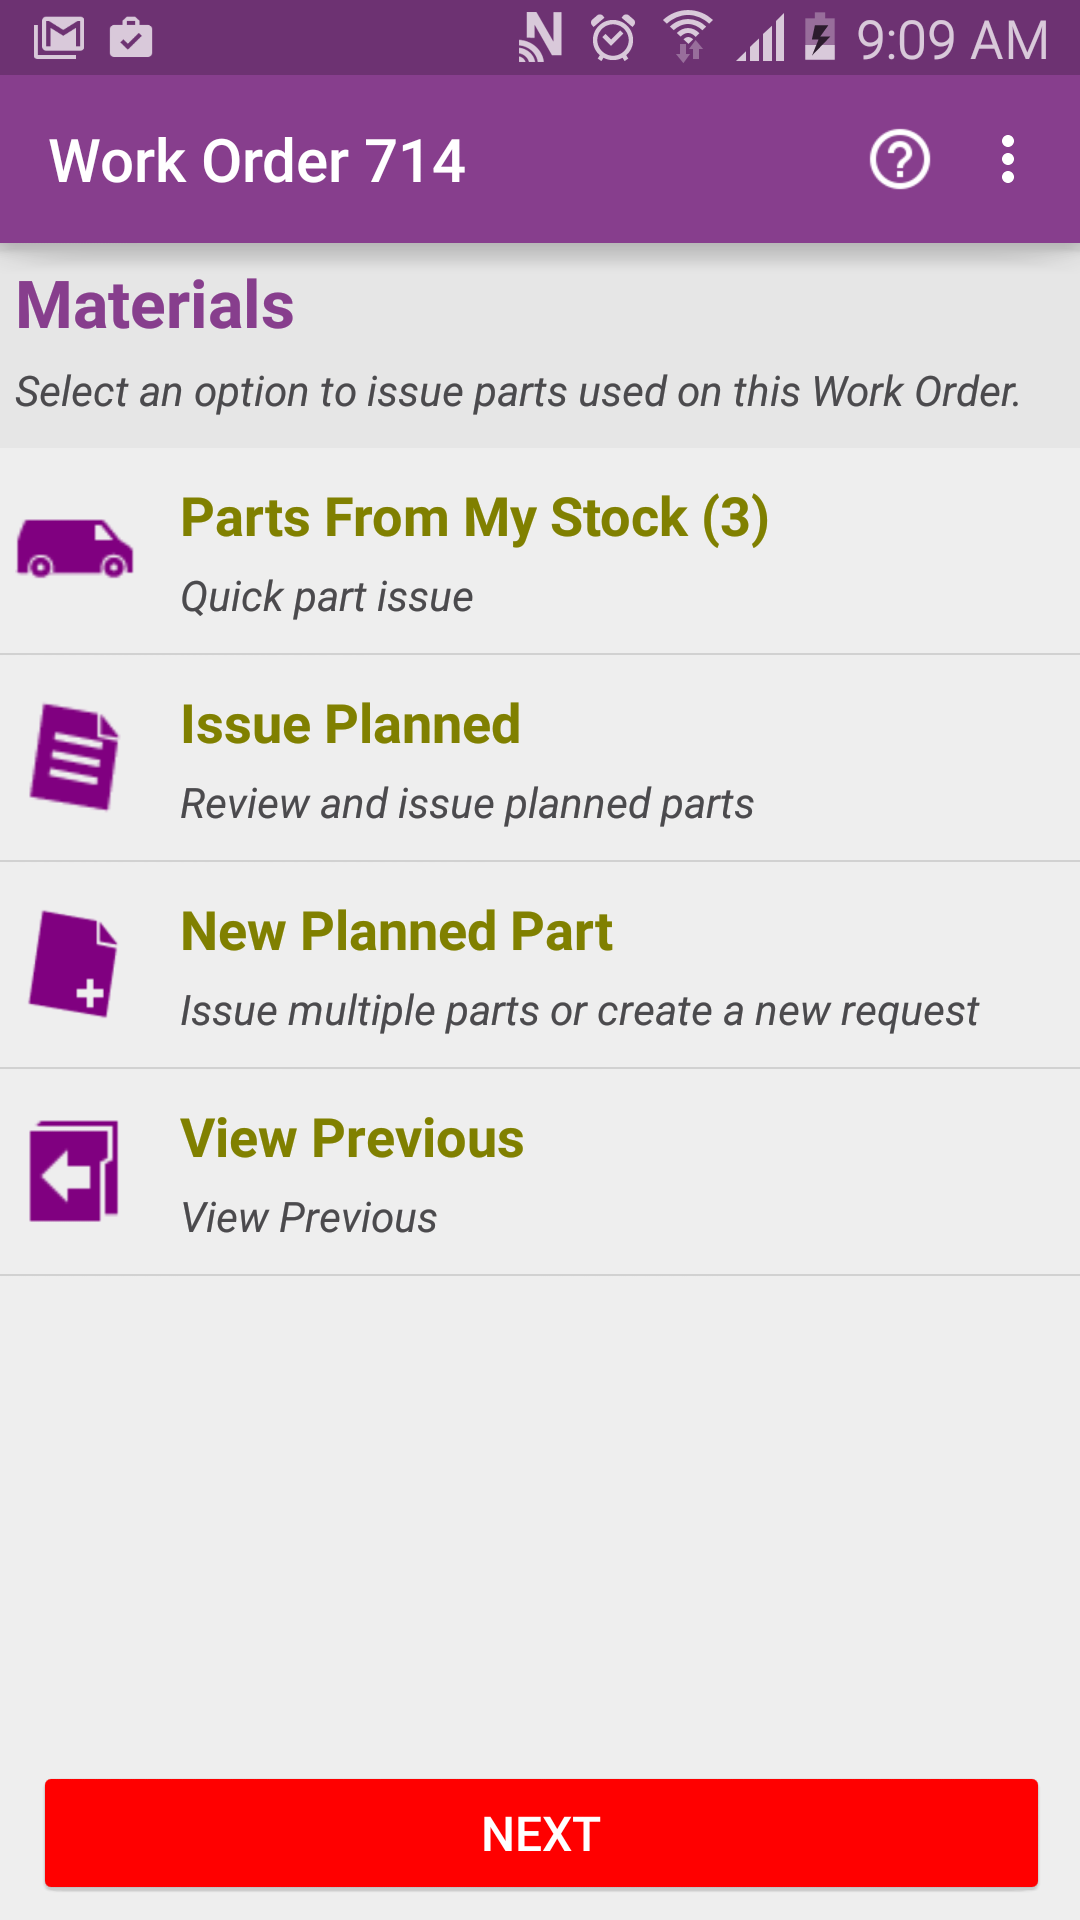 9:09 AM
Work Order 714
Materials
Select an option to issue parts used on this Work Order.
Parts From My Stock (3)
Quick part issue
Issue Planned
Review and issue planned parts
New Planned Part
Issue multiple parts or create a new request
View Previous
View Previous
NEXT